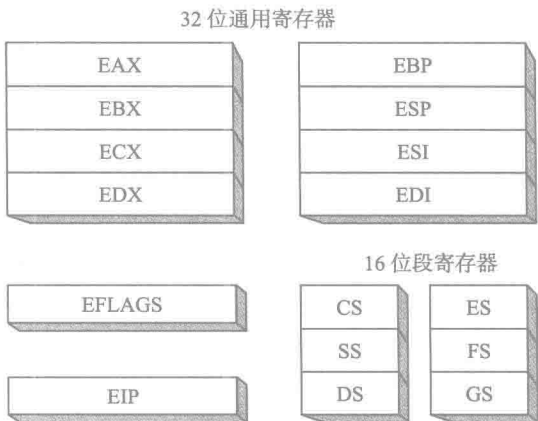 32 位通用寄存器
EAX
EBX
ECX
EDX
EBP
ESP
ESI
EDI
16 位段寄存器
EFLAGS
EIP
CS
SS
DS
ES
FS
GS